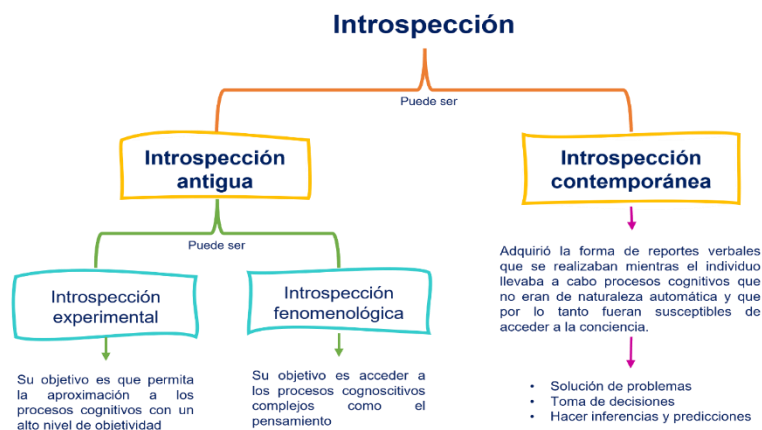 Introspección
Puede ser
Introspección
antigua
Introspección
contemporánea
Puede ser
Introspección
experimental
Introspección
fenomenológica
Adquirió la forma de reportes verbales
que se realizaban mientras el individuo
llevaba a cabo procesos cognitivos que
no eran de naturaleza automática y que
por lo tanto fueran susceptibles de
acceder a la conciencia.
Su objetivo es que permita
la aproximación a los
procesos cognitivos con un
alto nivel de objetividad
Su objetivo es acceder a
los procesos cognoscitivos
complejos como el
pensamiento
• Solución de problemas
• Toma de decisiones
• Hacer inferencias y predicciones